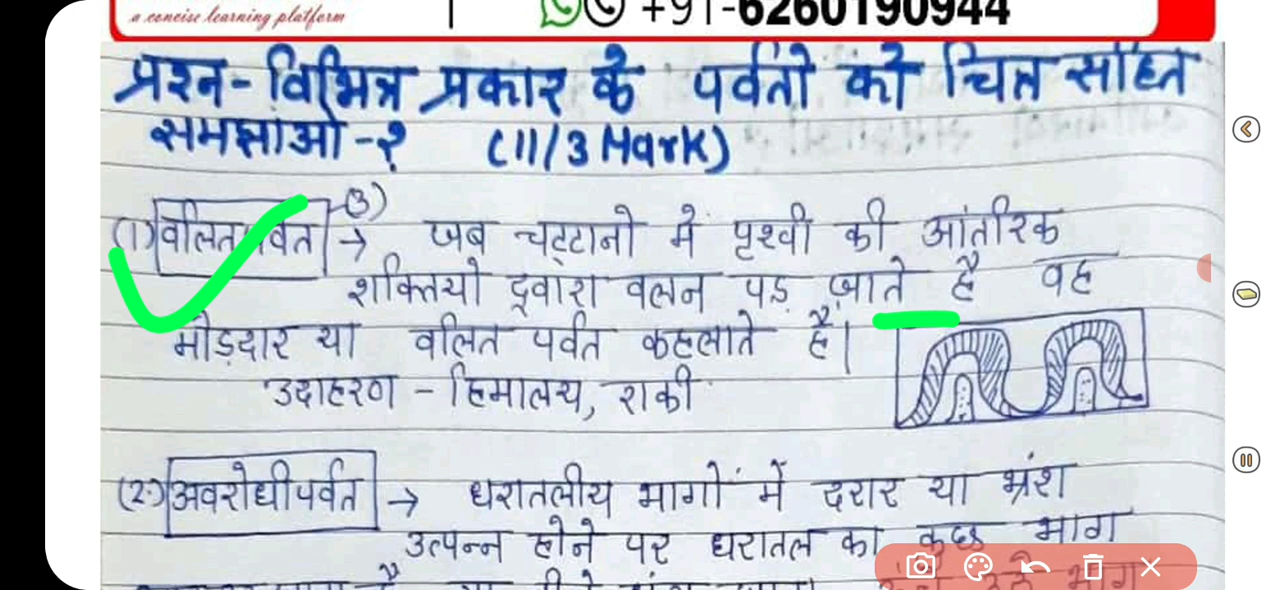 a concise learning platform
+91-6260190944
प्रश्न- विभिन्न प्रकार के पर्वतो को चित्र सहित
समझाओ-? (11/3 Mark)
(1) वलित पर्वत (3) → जब चट्टानो में पृथ्वी की आंतरिक
शक्तियो द्वारा वलन पड़ जाते है वह
मोड़दार या वलित पर्वत कहलाते हैं।
उदाहरण - हिमालय, राकी
(2) अवरोधी पर्वत → धरातलीय भागों में दरार या भ्रंश
उत्पन्न होने पर धरातल का कुछ भाग